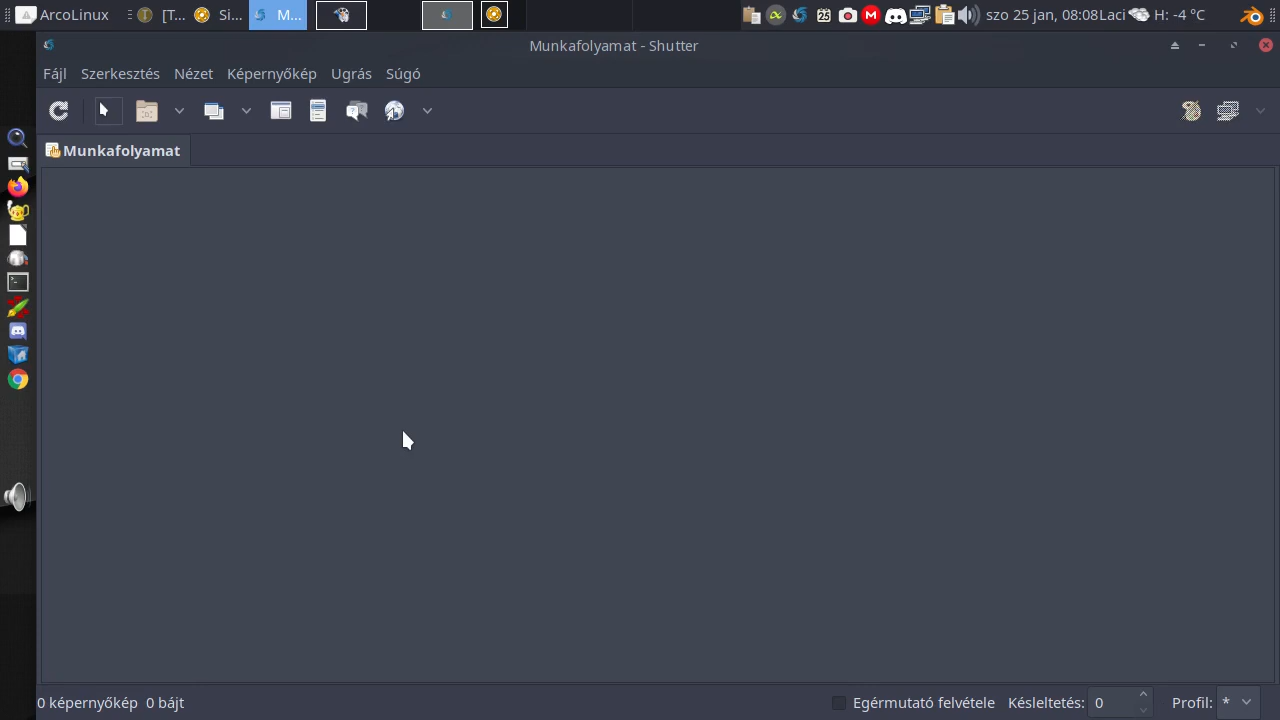 ArcoLinux [T... Si... M... 25 M szo 25 jan, 08:08 Laci H: -4 °C
Munkafolyamat - Shutter
Fájl Szerkesztés Nézet Képernyőkép Ugrás Súgó
Munkafolyamat
0 képernyőkép 0 bájt Egérmutató felvétele Késleltetés: 0 Profil: *